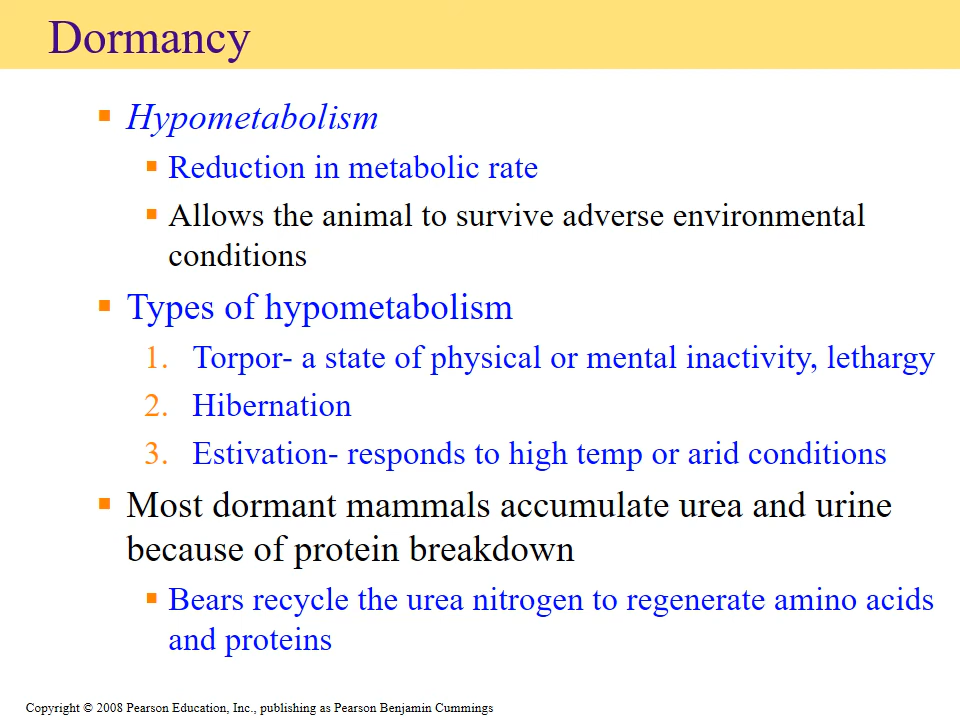 Dormancy
Hypometabolism
Reduction in metabolic rate
Allows the animal to survive adverse environmental
conditions
Types of hypometabolism
1. Torpor- a state of physical or mental inactivity, lethargy
2. Hibernation
3. Estivation- responds to high temp or arid conditions
Most dormant mammals accumulate urea and urine
because of protein breakdown
Bears recycle the urea nitrogen to regenerate amino acids
and proteins
Copyright © 2008 Pearson Education, Inc., publishing as Pearson Benjamin Cummings